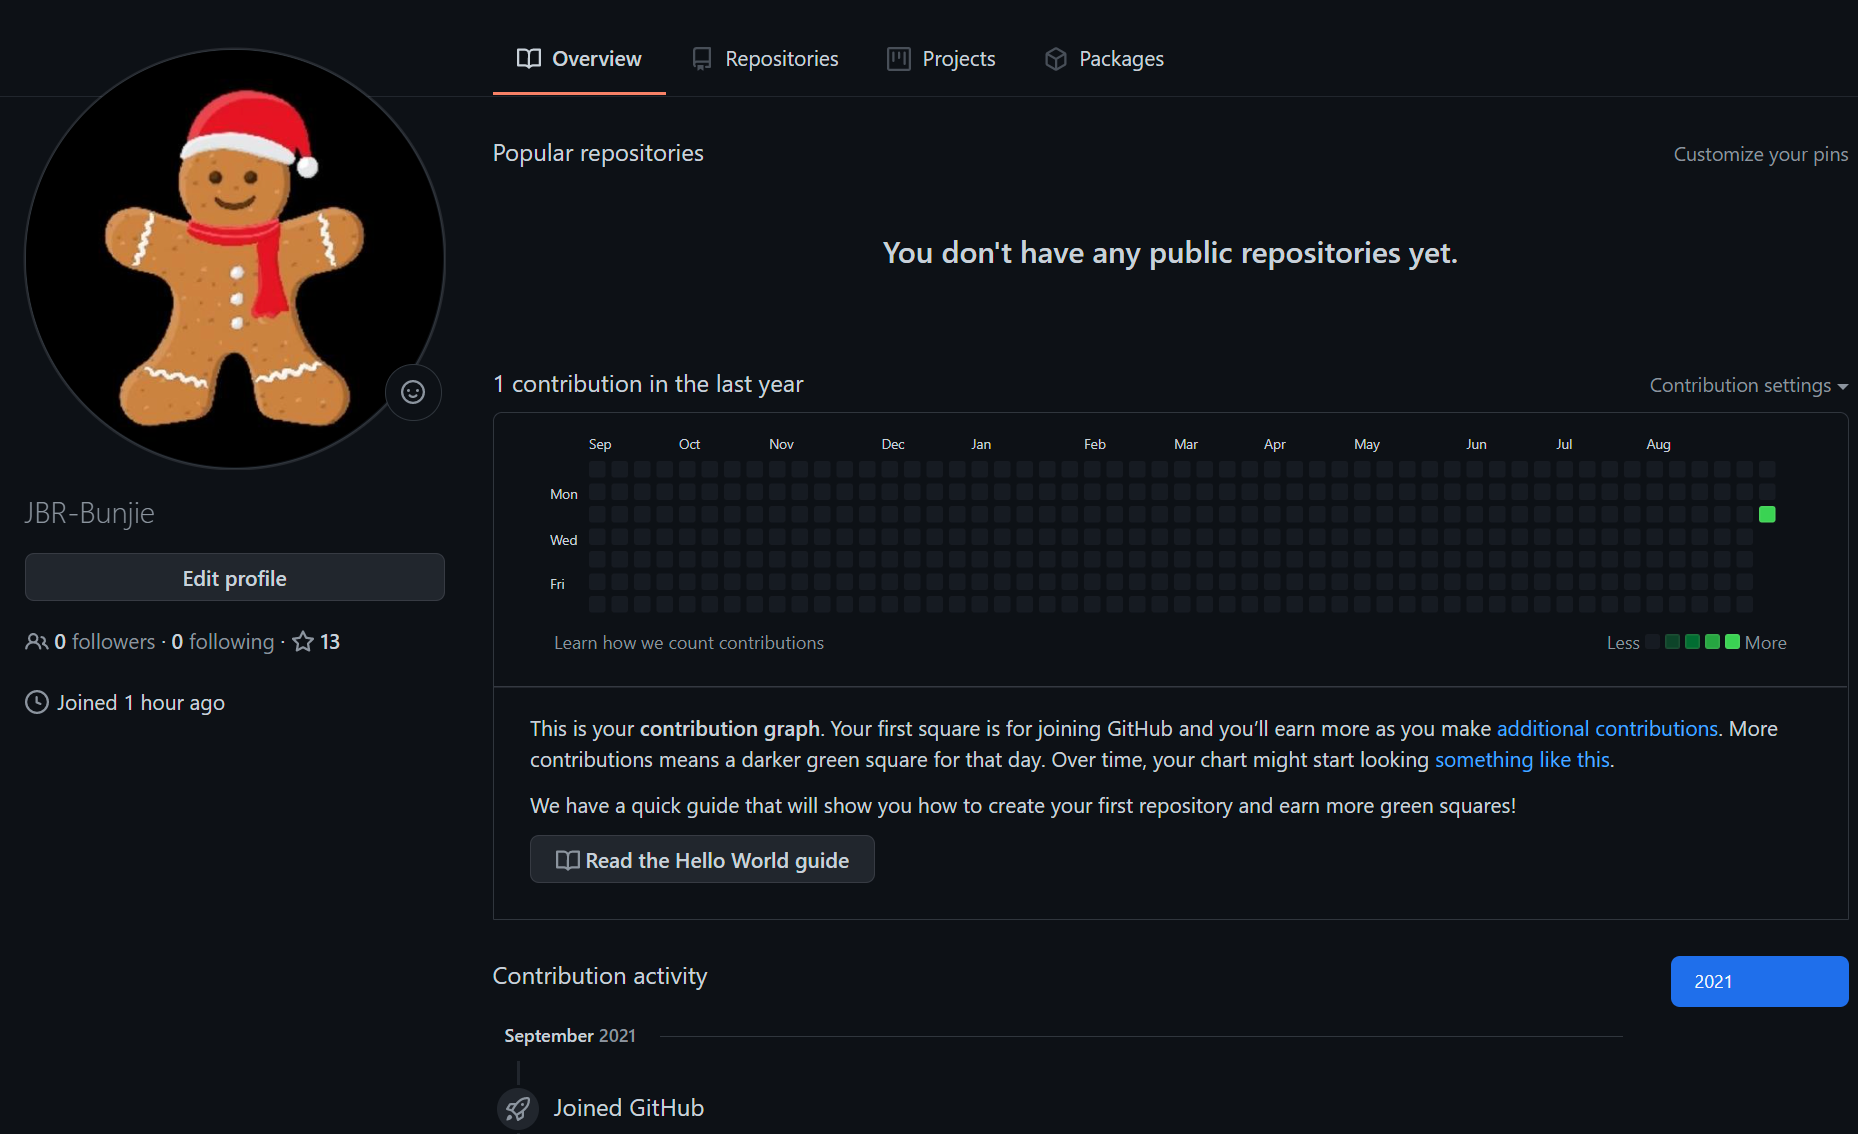 Overview
Repositories
Projects
Packages
Popular repositories
Customize your pins
You don't have any public repositories yet.
JBR-Bunjie
Edit profile
0 followers · 0 following · 13
Joined 1 hour ago
1 contribution in the last year
Contribution settings
Sep Oct Nov Dec Jan Feb Mar Apr May Jun Jul Aug
Mon
Wed
Fri
Learn how we count contributions
Less More
This is your contribution graph. Your first square is for joining GitHub and you’ll earn more as you make additional contributions. More
contributions means a darker green square for that day. Over time, your chart might start looking something like this.
We have a quick guide that will show you how to create your first repository and earn more green squares!
Read the Hello World guide
Contribution activity
2021
September 2021
Joined GitHub